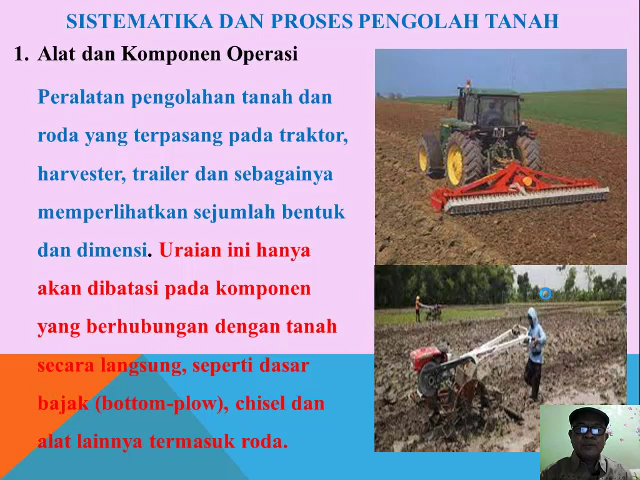 SISTEMATIKA DAN PROSES PENGOLAH TANAH
1. Alat dan Komponen Operasi
Peralatan pengolahan tanah dan
roda yang terpasang pada traktor,
harvester, trailer dan sebagainya
memperlihatkan sejumlah bentuk
dan dimensi. Uraian ini hanya
akan dibatasi pada komponen
yang berhubungan dengan tanah
secara langsung, seperti dasar
bajak (bottom-plow), chisel dan
alat lainnya termasuk roda.